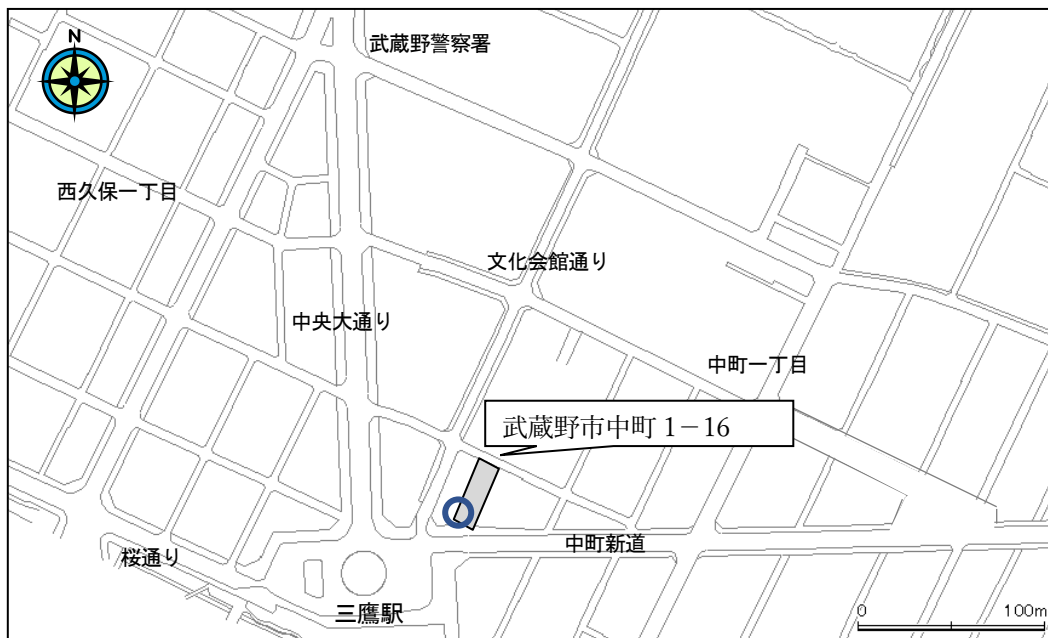 N
武蔵野警察署
西久保一丁目
文化会館通り
中央大通り
中町一丁目
武蔵野市中町1－16
中町新道
桜通り
三鷹駅
0 100m